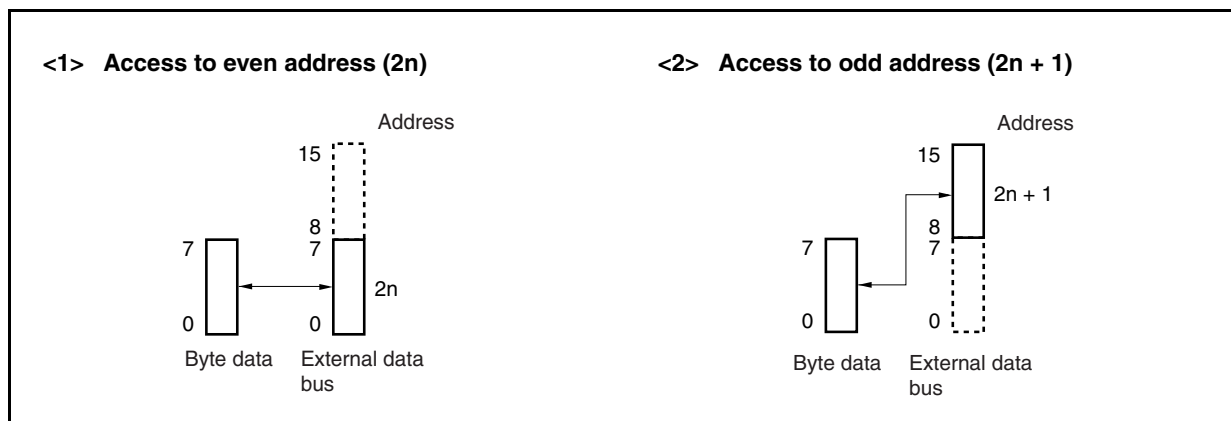 <1> Access to even address (2n)
Address
15
8
7
7
2n
0
0
Byte data
External data
bus
<2> Access to odd address (2n + 1)
Address
15
2n + 1
8
7
7
0
0
Byte data
External data
bus